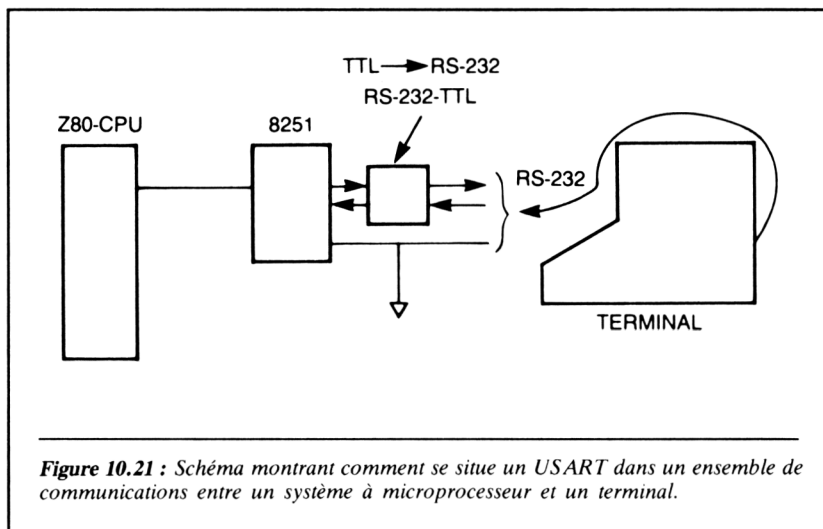 TTL → RS-232
RS-232-TTL
Z80-CPU
8251
RS-232
TERMINAL
Figure 10.21 : Schéma montrant comment se situe un USART dans un ensemble de
communications entre un système à microprocesseur et un terminal.